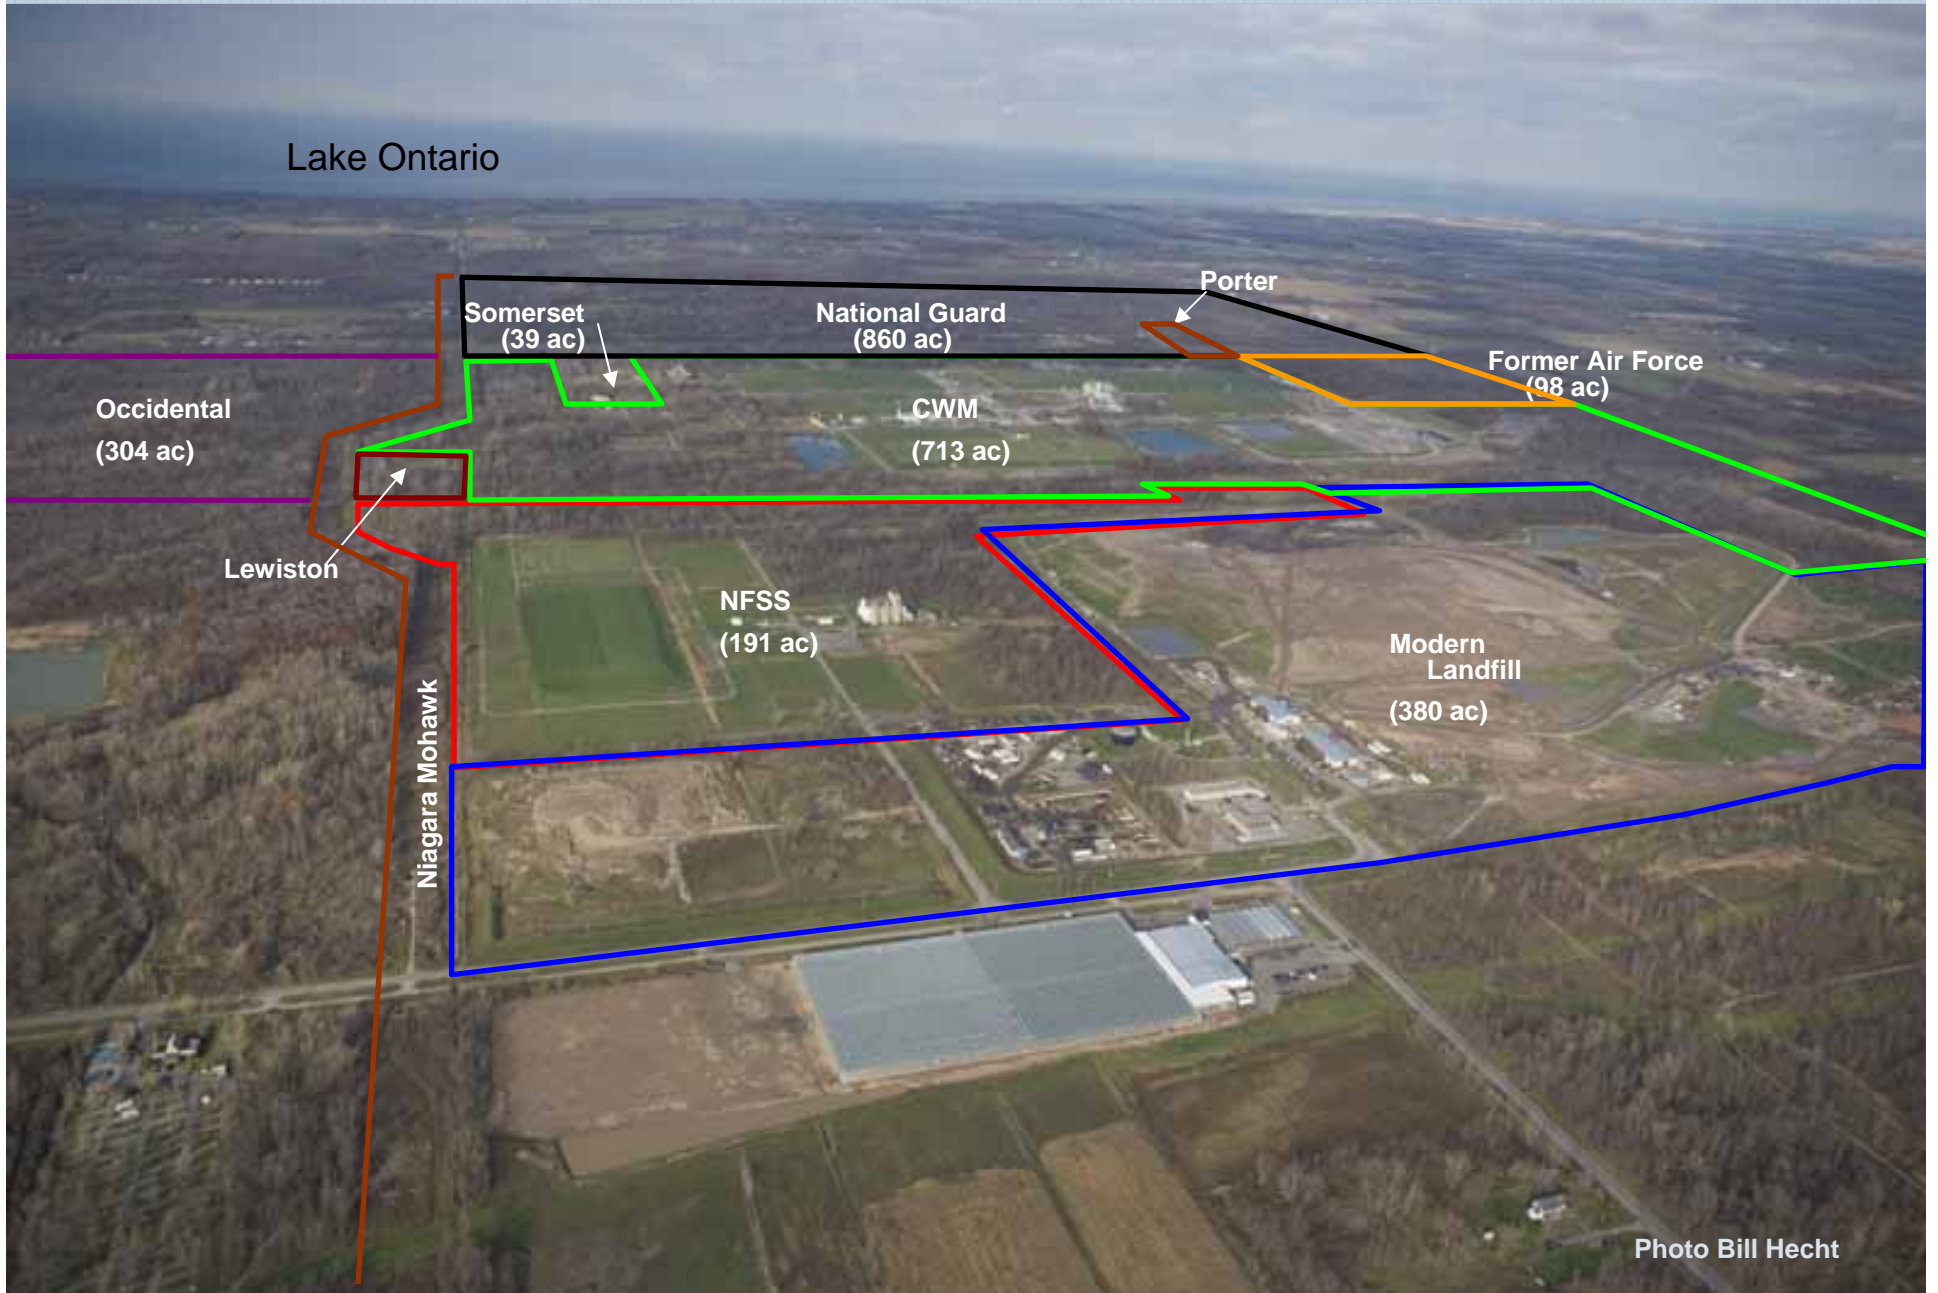 Lake Ontario
Porter
Somerset
(39 ac)
National Guard
(860 ac)
Former Air Force
(98 ac)
Occidental
(304 ac)
CWM
(713 ac)
Lewiston
NFSS
(191 ac)
Modern
Landfill
(380 ac)
Niagara Mohawk
Photo Bill Hecht